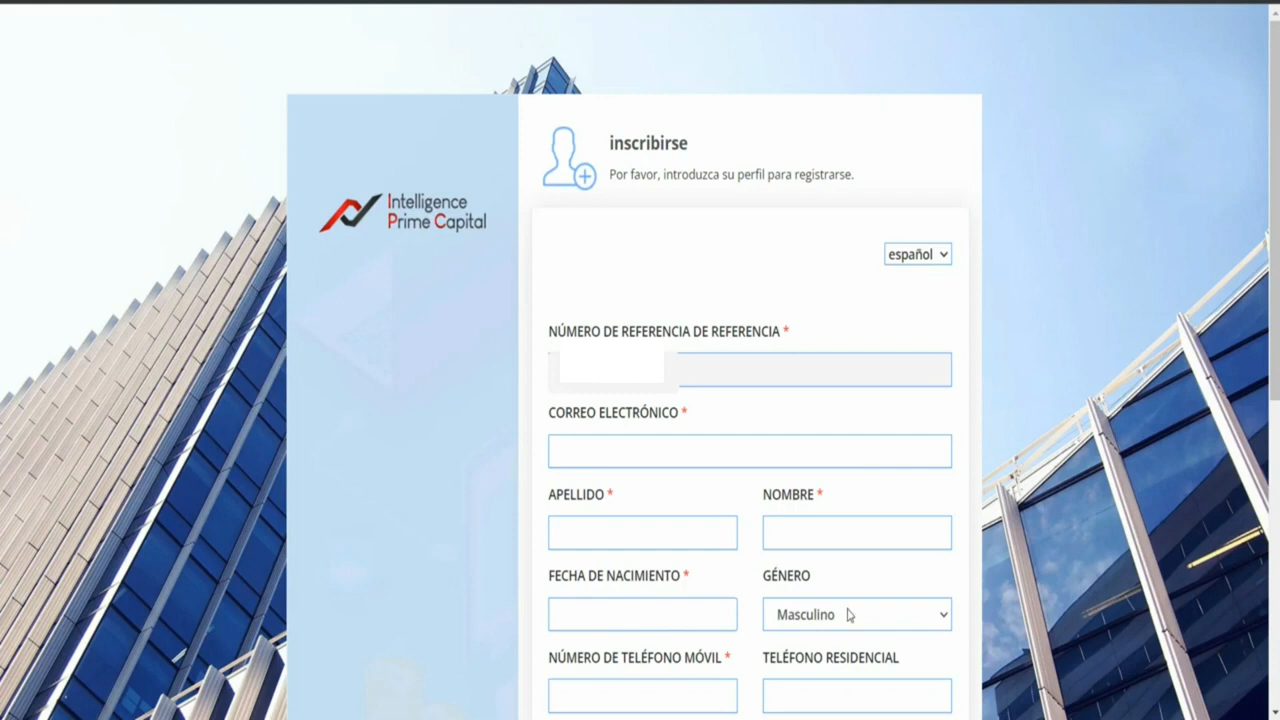 inscribirse
Por favor, introduzca su perfil para registrarse.
Intelligence
Prime Capital
español
NÚMERO DE REFERENCIA DE REFERENCIA *
CORREO ELECTRÓNICO *
APELLIDO *
NOMBRE *
FECHA DE NACIMIENTO *
GÉNERO
Masculino
NÚMERO DE TELÉFONO MÓVIL *
TELÉFONO RESIDENCIAL